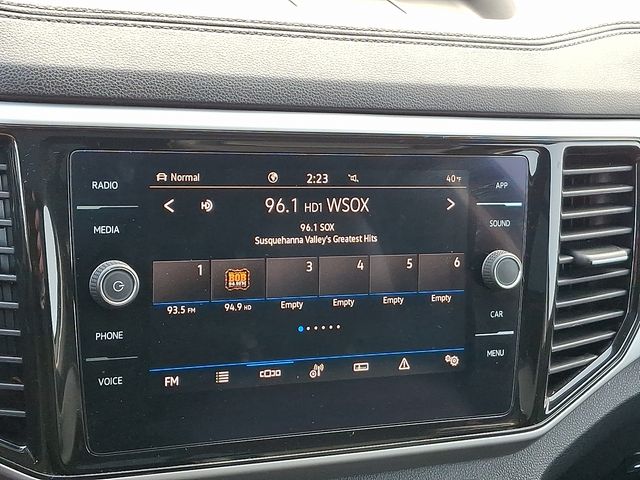 RADIO
MEDIA
PHONE
VOICE
Normal 2:23 40°F
96.1 HD1 WSOX
96.1 SOX
Susquehanna Valley's Greatest Hits
1 3 4 5 6
BOB
93.5 FM 94.9 HD Empty Empty Empty Empty
FM
APP
SOUND
CAR
MENU